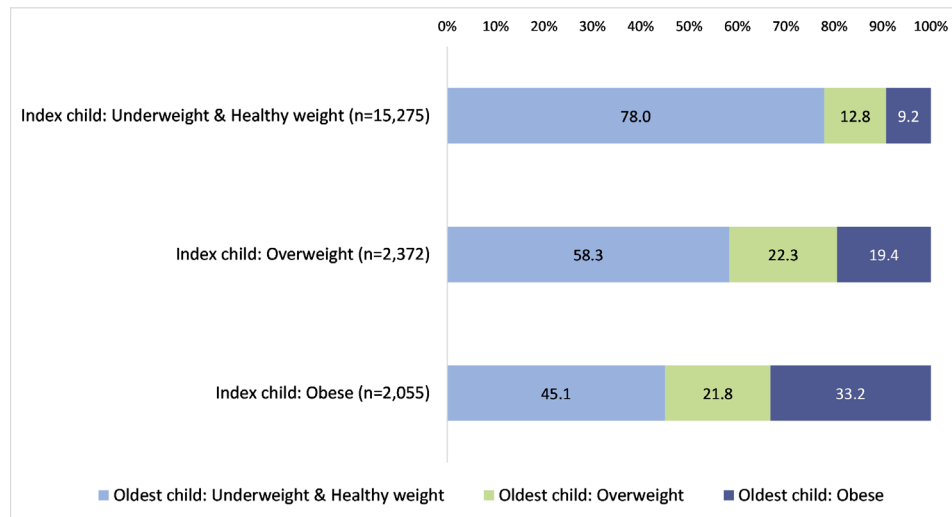 0% 10% 20% 30% 40% 50% 60% 70% 80% 90% 100%
Index child: Underweight & Healthy weight (n=15,275) 78.0 12.8 9.2
Index child: Overweight (n=2,372) 58.3 22.3 19.4
Index child: Obese (n=2,055) 45.1 21.8 33.2
Oldest child: Underweight & Healthy weight Oldest child: Overweight Oldest child: Obese